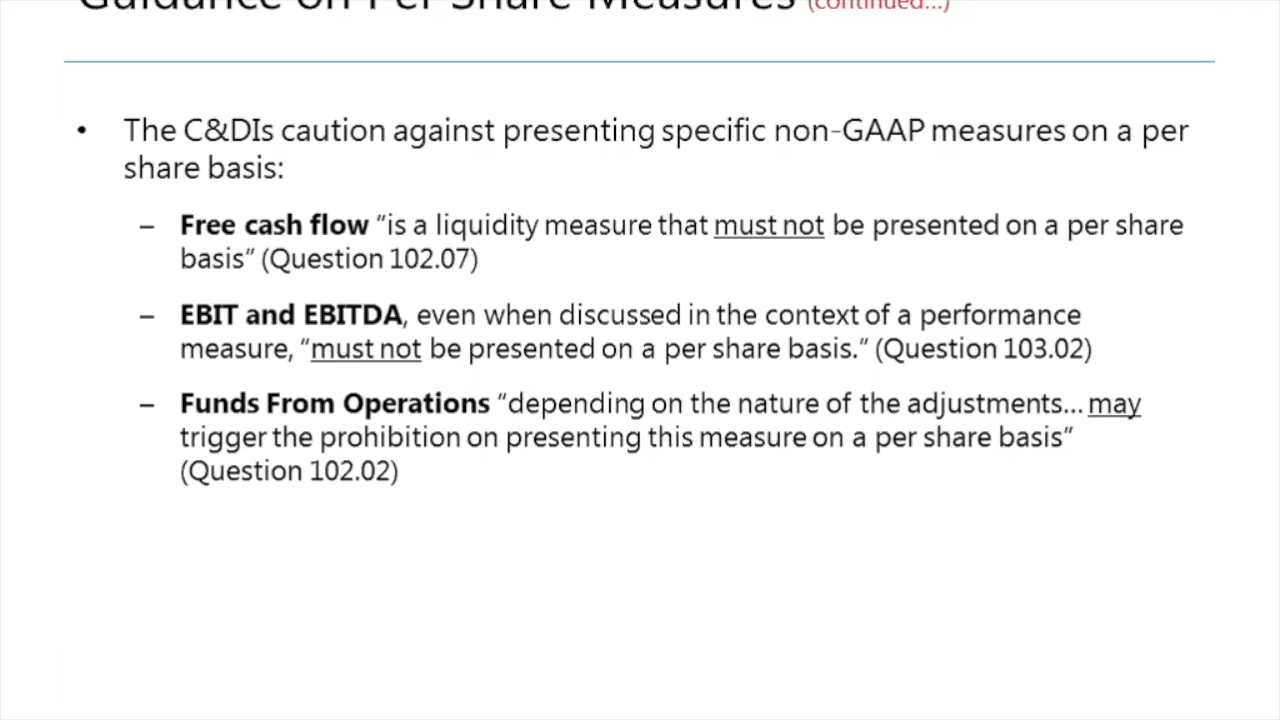 Guidance on Per Share Measures (continued...)
• The C&DIs caution against presenting specific non-GAAP measures on a per
share basis:
– Free cash flow “is a liquidity measure that must not be presented on a per share
basis” (Question 102.07)
– EBIT and EBITDA, even when discussed in the context of a performance
measure, “must not be presented on a per share basis.” (Question 103.02)
– Funds From Operations “depending on the nature of the adjustments... may
trigger the prohibition on presenting this measure on a per share basis”
(Question 102.02)